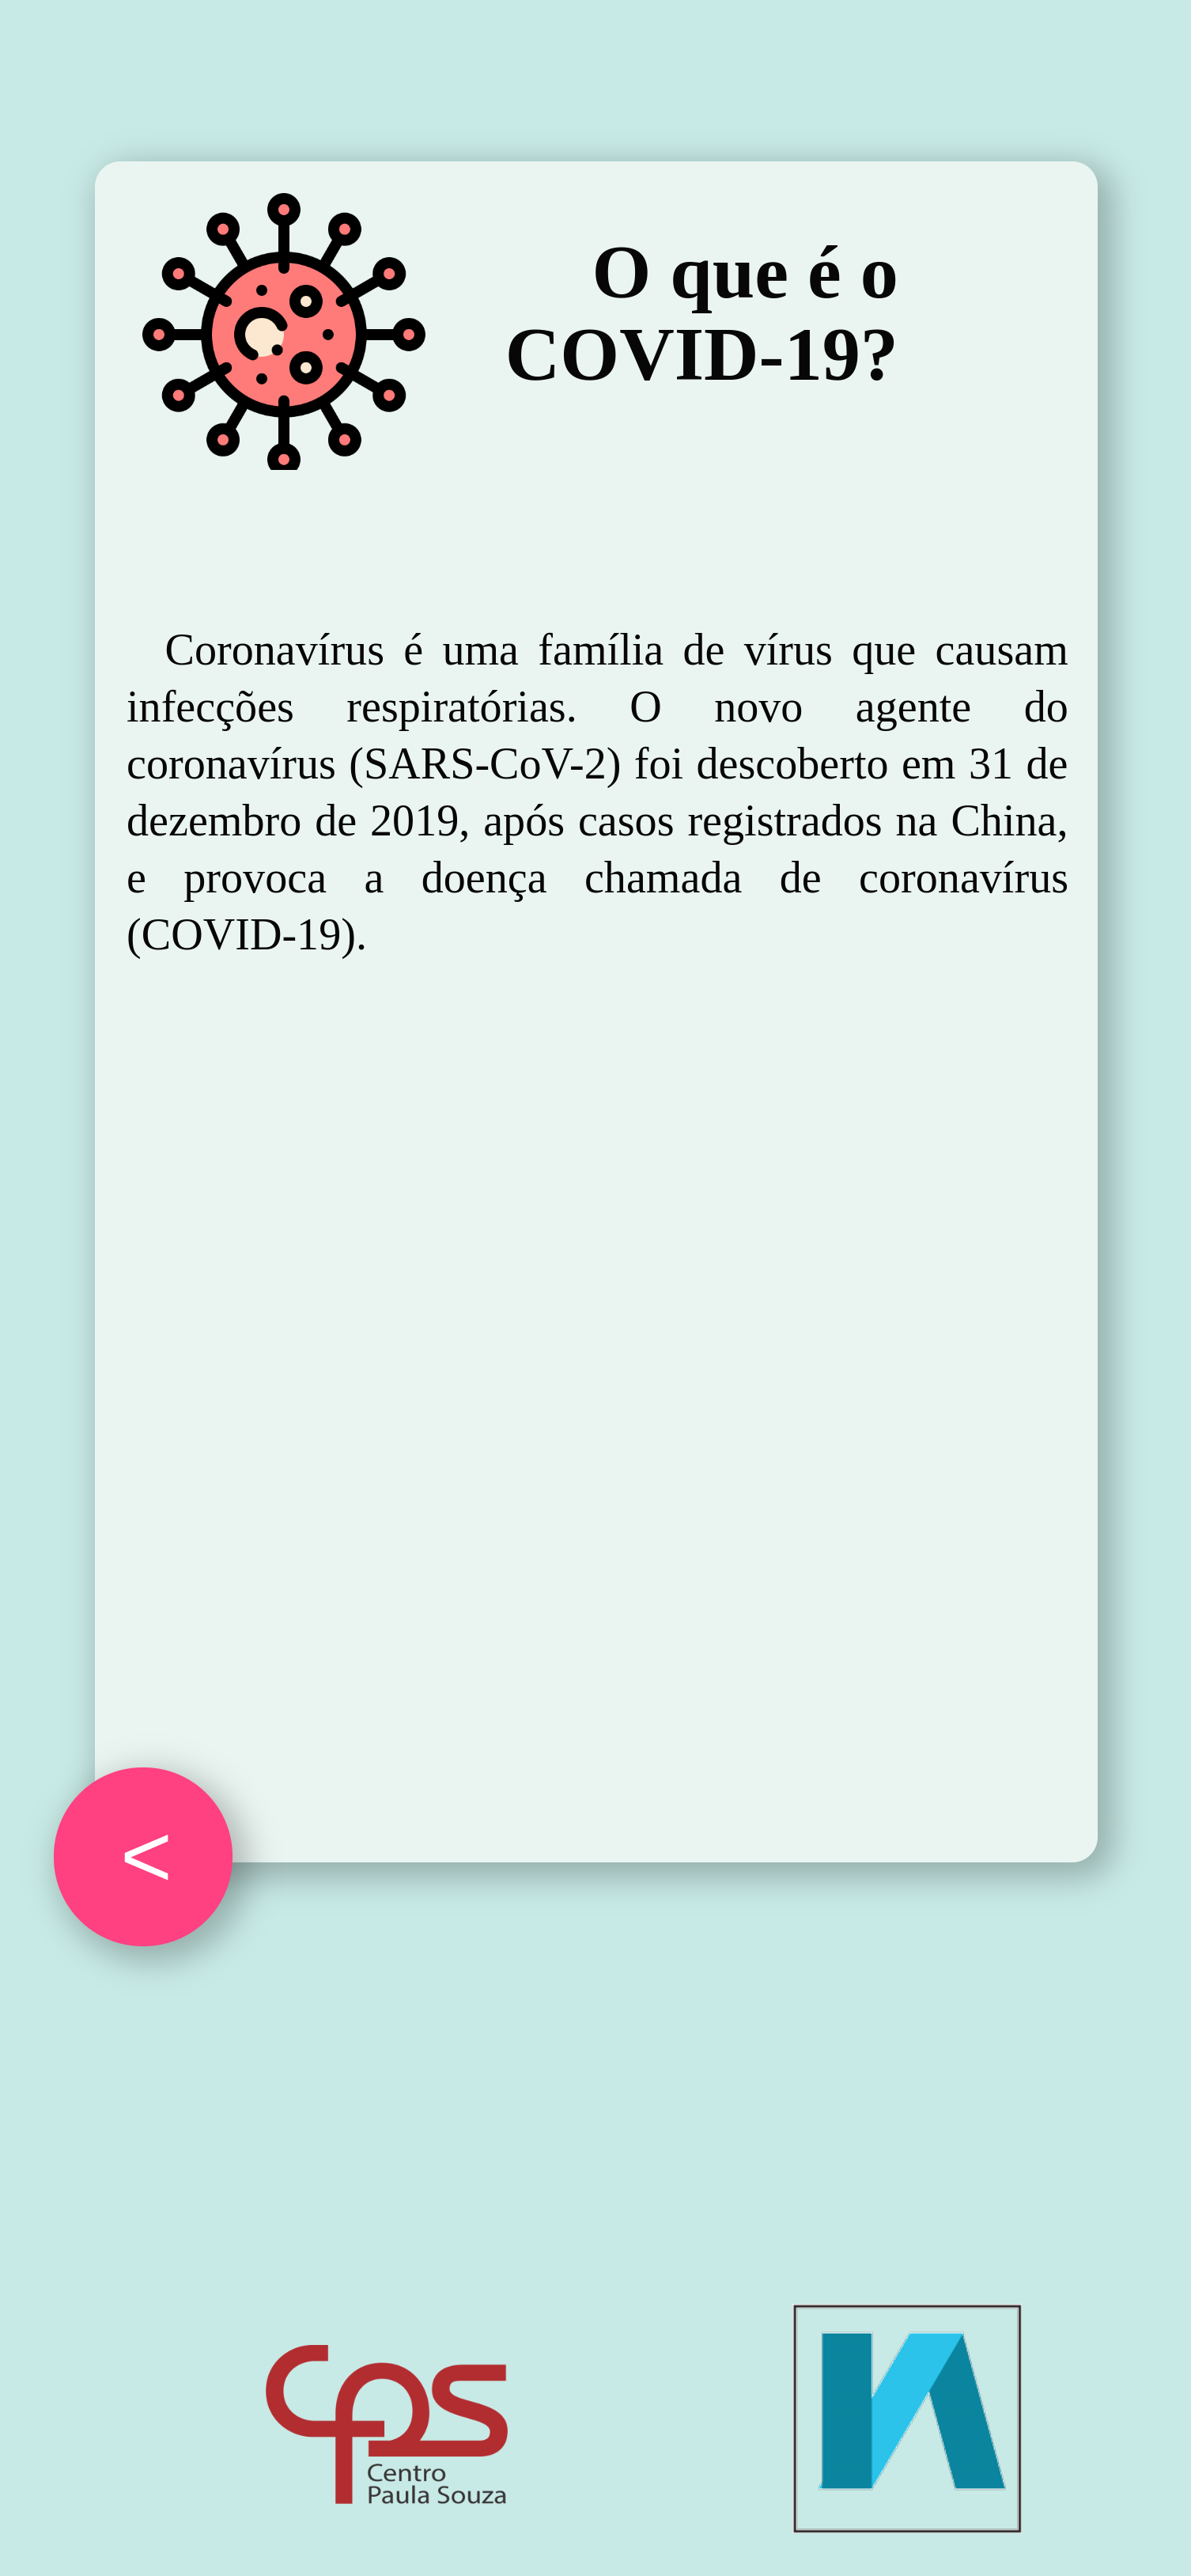 O que é o
COVID-19?
Coronavírus é uma família de vírus que causam
infecções respiratórias. O novo agente do
coronavírus (SARS-CoV-2) foi descoberto em 31 de
dezembro de 2019, após casos registrados na China,
e provoca a doença chamada de coronavírus
(COVID-19).
<
cps
Centro
Paula Souza